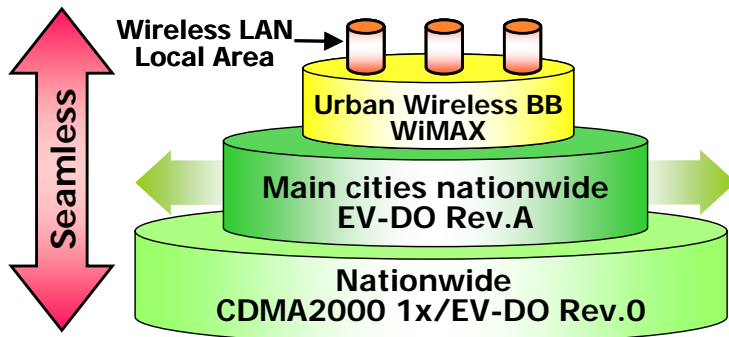 Wireless LAN
Local Area
Urban Wireless BB
WiMAX
Seamless
Main cities nationwide
EV-DO Rev.A
Nationwide
CDMA2000 1x/EV-DO Rev.0